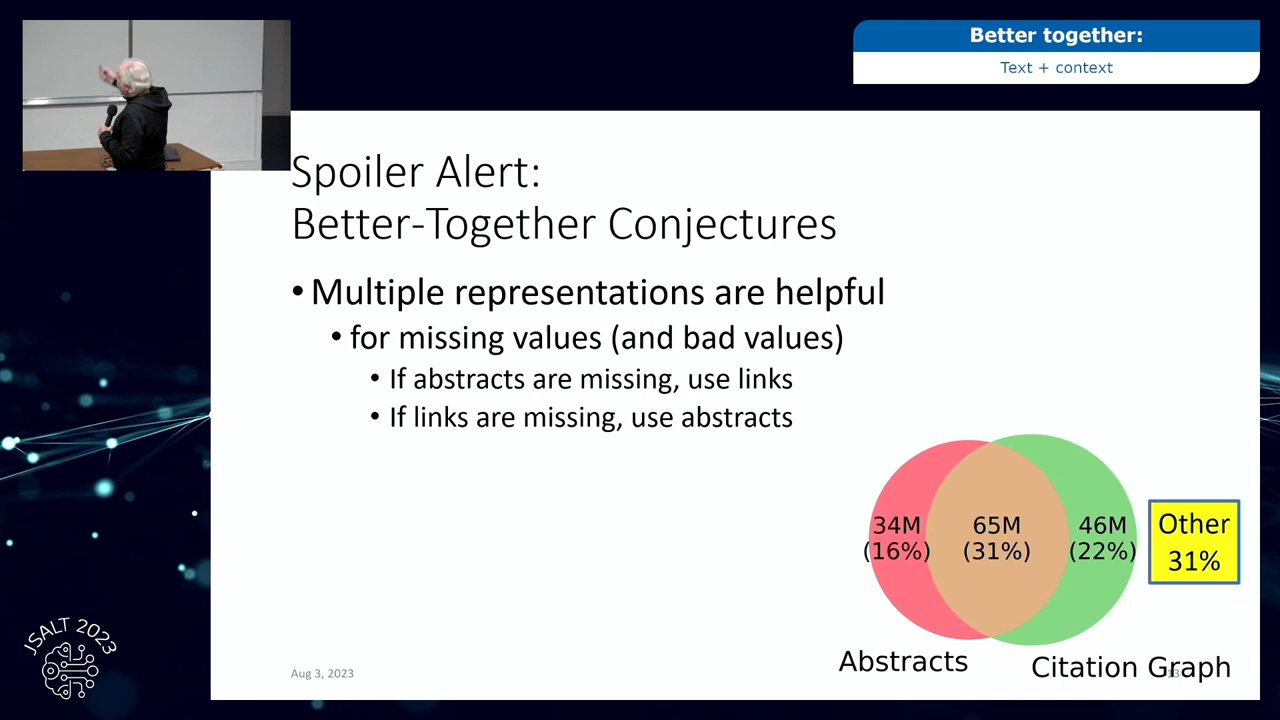 Better together:
Text + context
Spoiler Alert:
Better-Together Conjectures
• Multiple representations are helpful
• for missing values (and bad values)
• If abstracts are missing, use links
• If links are missing, use abstracts
34M
(16%)
65M
(31%)
46M
(22%)
Other
31%
Abstracts
Citation Graph
Aug 3, 2023
JSALT 2023